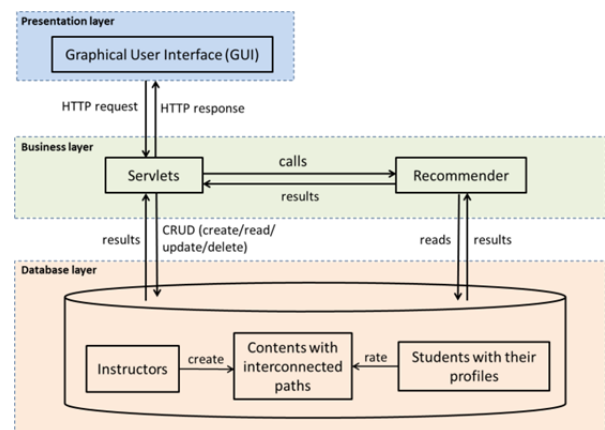 Presentation layer
Graphical User Interface (GUI)
HTTP request
HTTP response
Business layer
Servlets
calls
results
Recommender
results
CRUD (create/read/
update/delete)
reads
results
Database layer
Instructors
create
Contents with
interconnected
paths
rate
Students with their
profiles